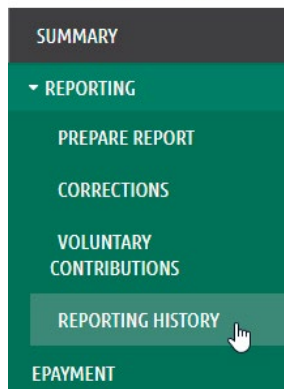 SUMMARY
REPORTING
PREPARE REPORT
CORRECTIONS
VOLUNTARY
CONTRIBUTIONS
REPORTING HISTORY
EPAYMENT